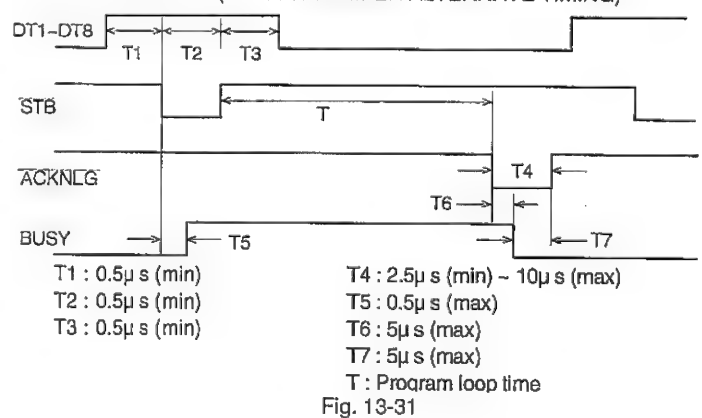 DT1~DT8
T1 T2 T3
STB
T
ACKNLG
T4
T6
BUSY
T5
T7
T1 : 0.5μ s (min)
T2 : 0.5μ s (min)
T3 : 0.5μ s (min)
T4 : 2.5μ s (min) ~ 10μ s (max)
T5 : 0.5μ s (max)
T6 : 5μ s (max)
T7 : 5μ s (max)
T : Program loop time
Fig. 13-31